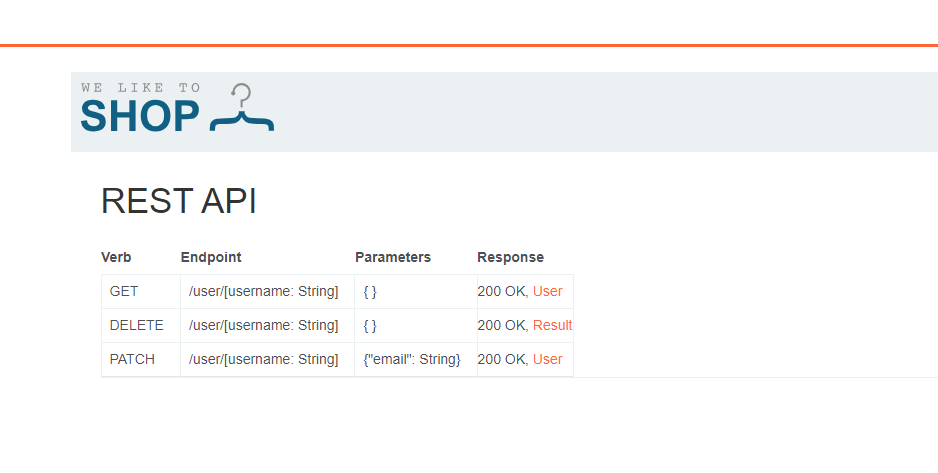 WE LIKE TO
SHOP
REST API
Verb Endpoint Parameters Response
GET /user/[username: String] { } 200 OK, User
DELETE /user/[username: String] { } 200 OK, Result
PATCH /user/[username: String] {"email": String} 200 OK, User